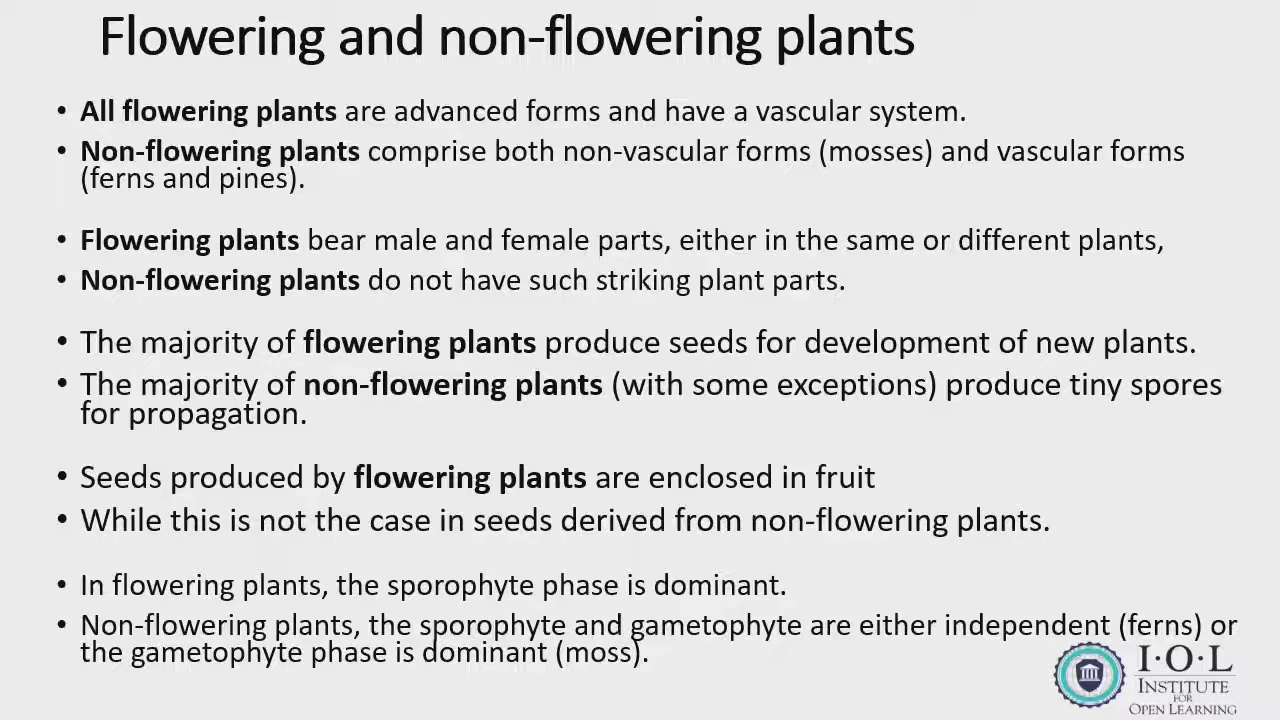 Flowering and non-flowering plants
• All flowering plants are advanced forms and have a vascular system.
• Non-flowering plants comprise both non-vascular forms (mosses) and vascular forms
(ferns and pines).
• Flowering plants bear male and female parts, either in the same or different plants,
• Non-flowering plants do not have such striking plant parts.
• The majority of flowering plants produce seeds for development of new plants.
• The majority of non-flowering plants (with some exceptions) produce tiny spores
for propagation.
• Seeds produced by flowering plants are enclosed in fruit
• While this is not the case in seeds derived from non-flowering plants.
• In flowering plants, the sporophyte phase is dominant.
• Non-flowering plants, the sporophyte and gametophyte are either independent (ferns) or
the gametophyte phase is dominant (moss).
I·O·L
INSTITUTE
FOR
OPEN LEARNING